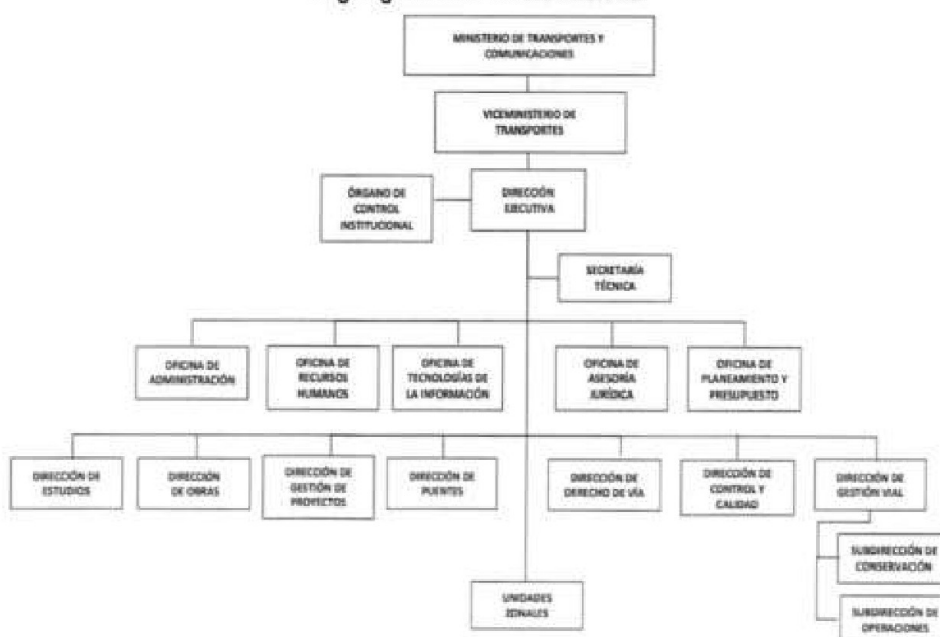 MINISTERIO DE TRANSPORTES Y
COMUNICACIONES
VICEMINISTERIO DE
TRANSPORTES
ÓRGANO DE
CONTROL
INSTITUCIONAL
DIRECCIÓN
EJECUTIVA
SECRETARÍA
TÉCNICA
OFICINA DE
ADMINISTRACIÓN
OFICINA DE
RECURSOS
HUMANOS
OFICINA DE
TECNOLOGÍAS DE
LA INFORMACIÓN
OFICINA DE
ASESORÍA
JURÍDICA
OFICINA DE
PLANEAMIENTO Y
PRESUPUESTO
DIRECCIÓN DE
ESTUDIOS
DIRECCIÓN
DE OBRAS
DIRECCIÓN DE
GESTIÓN DE
PROYECTOS
DIRECCIÓN DE
PUENTES
DIRECCIÓN DE
DERECHO DE VÍA
DIRECCIÓN DE
CONTROL Y
CALIDAD
DIRECCIÓN DE
GESTIÓN VIAL
SUBDIRECCIÓN DE
CONSERVACIÓN
SUBDIRECCIÓN DE
OPERACIONES
UNIDADES
ZONALES